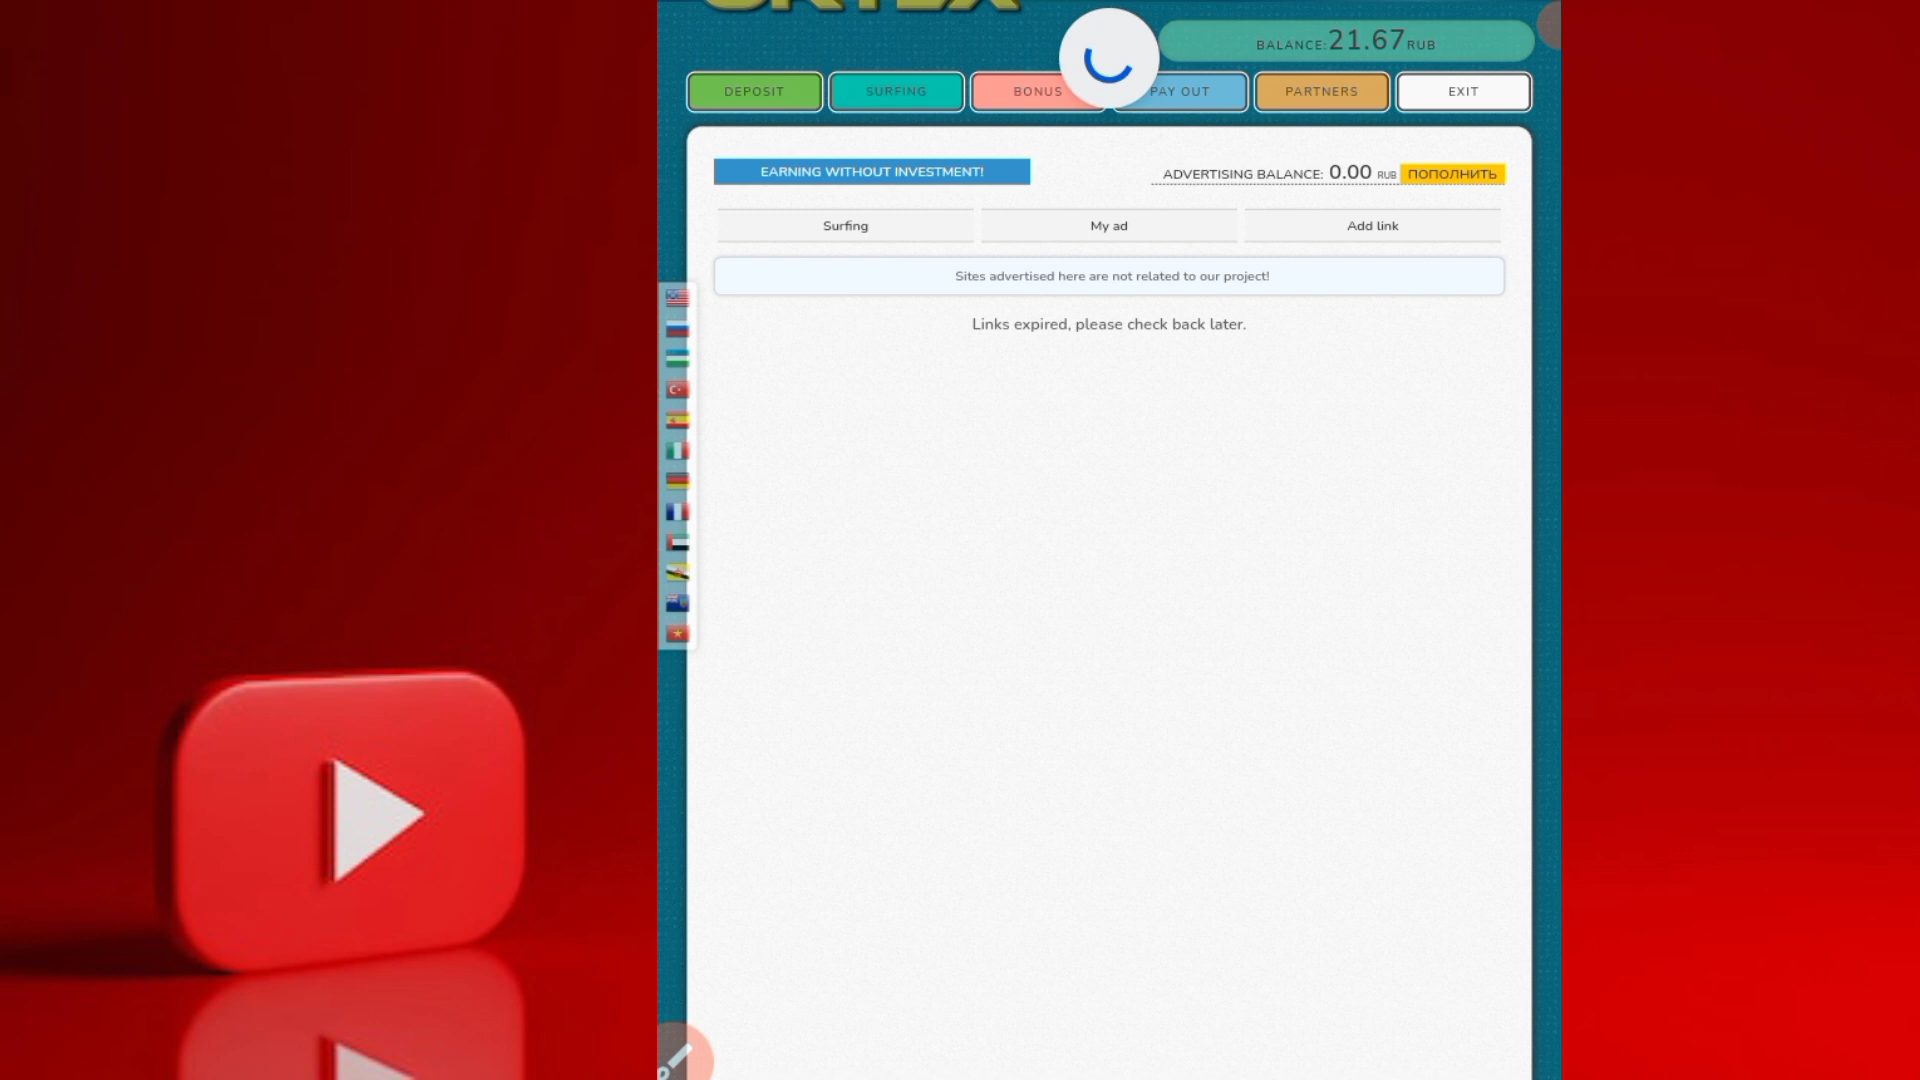 BALANCE:21.67RUB
DEPOSIT
SURFING
BONUS
PAY OUT
PARTNERS
EXIT
EARNING WITHOUT INVESTMENT!
ADVERTISING BALANCE: 0.00 RUB ПОПОЛНИТЬ
Surfing
My ad
Add link
Sites advertised here are not related to our project!
Links expired, please check back later.